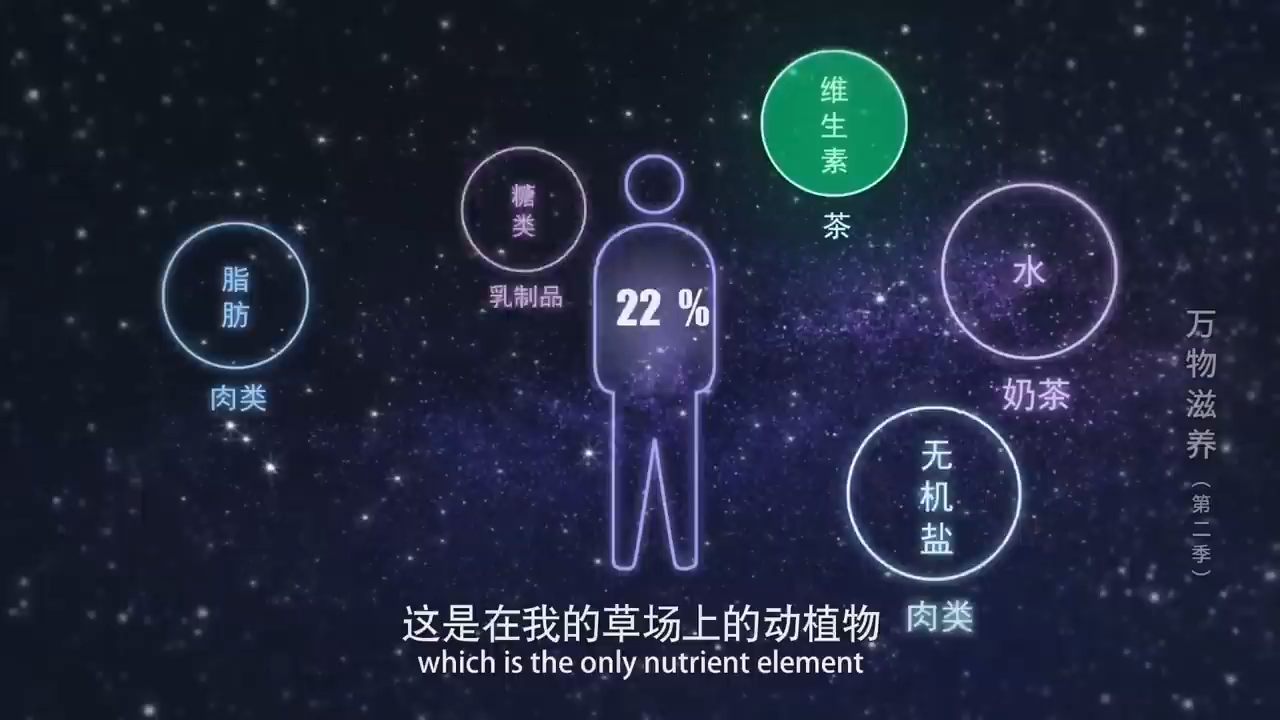 维生素
茶
糖类
乳制品
水
脂肪
肉类
22 %
奶茶
无机盐
肉类
万物滋养
（第二季）
这是在我的草场上的动植物
which is the only nutrient element